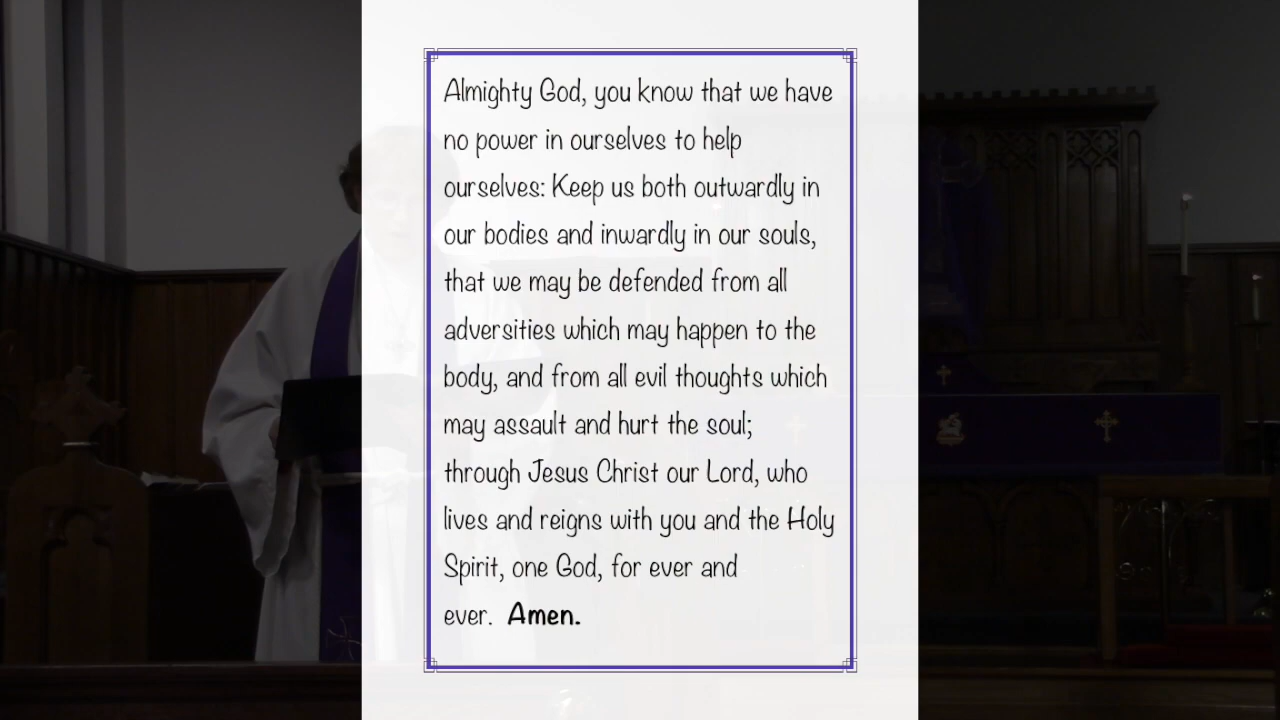 Almighty God, you know that we have
no power in ourselves to help
ourselves: Keep us both outwardly in
our bodies and inwardly in our souls,
that we may be defended from all
adversities which may happen to the
body, and from all evil thoughts which
may assault and hurt the soul;
through Jesus Christ our Lord, who
lives and reigns with you and the Holy
Spirit, one God, for ever and
ever. Amen.